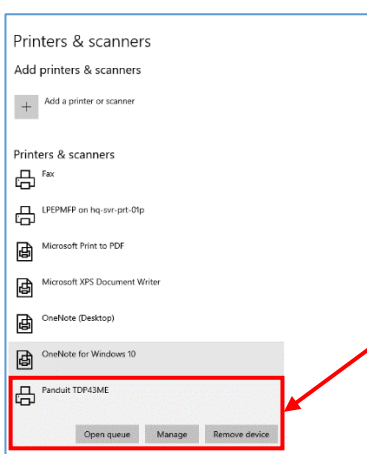 Printers & scanners
Add printers & scanners
Add a printer or scanner
Printers & scanners
Fax
LPEPMFP on hq-svr-prt-01p
Microsoft Print to PDF
Microsoft XPS Document Writer
OneNote (Desktop)
OneNote for Windows 10
Panduit TDP43ME
Open queue Manage Remove device